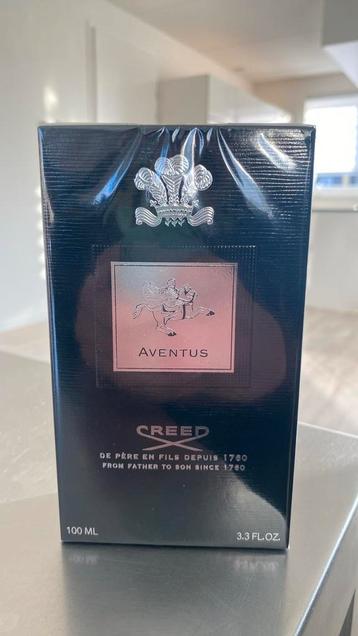 AVENTUS
CREED
DE PÈRE EN FILS DEPUIS 1760
FROM FATHER TO SON SINCE 1760
100 ML 3.3 FL.OZ.